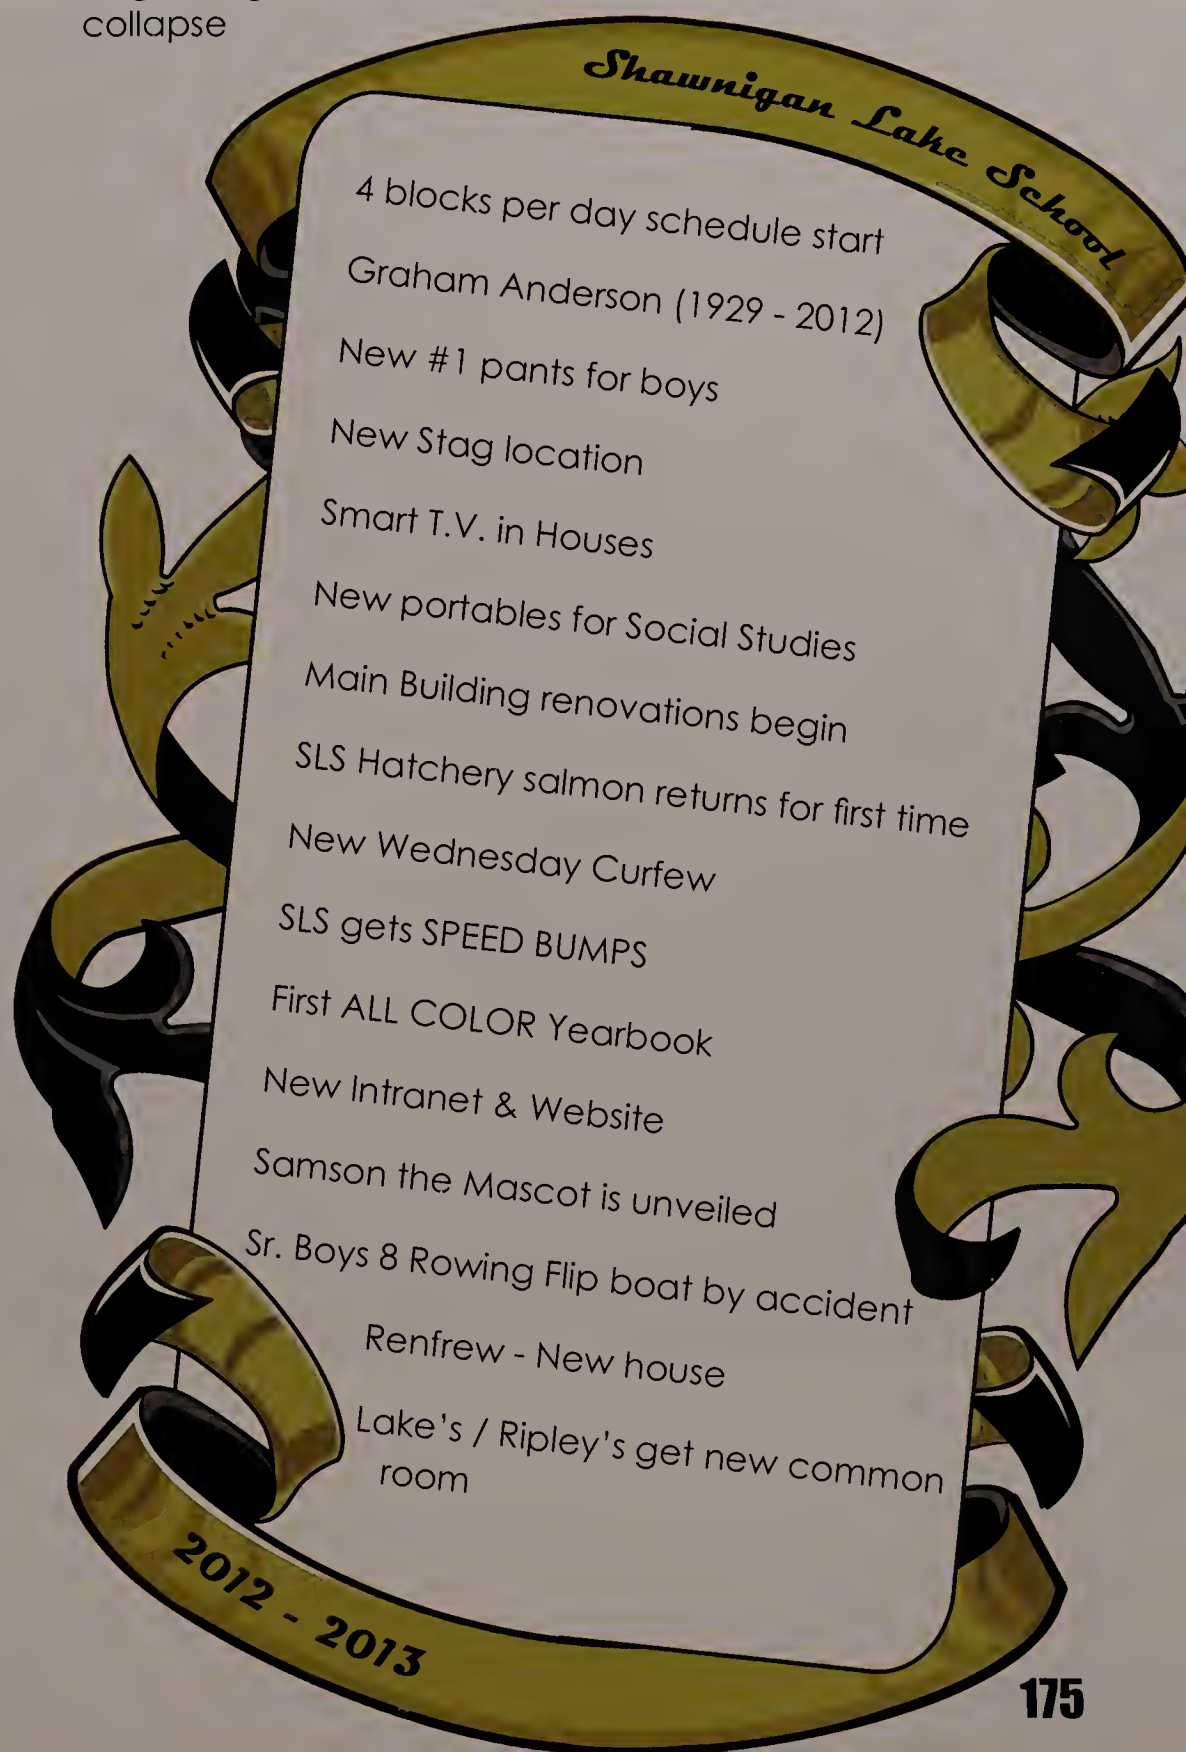 collapse
Shawnigan Lake School
4 blocks per day schedule start
Graham Anderson (1929 - 2012)
New #1 pants for boys
New Stag location
Smart T.V. in Houses
New portables for Social Studies
Main Building renovations begin
SLS Hatchery salmon returns for first time
New Wednesday Curfew
SLS gets SPEED BUMPS
First ALL COLOR Yearbook
New Intranet & Website
Samson the Mascot is unveiled
Sr. Boys 8 Rowing Flip boat by accident
Renfrew - New house
Lake's / Ripley's get new common
room
2012 - 2013
175